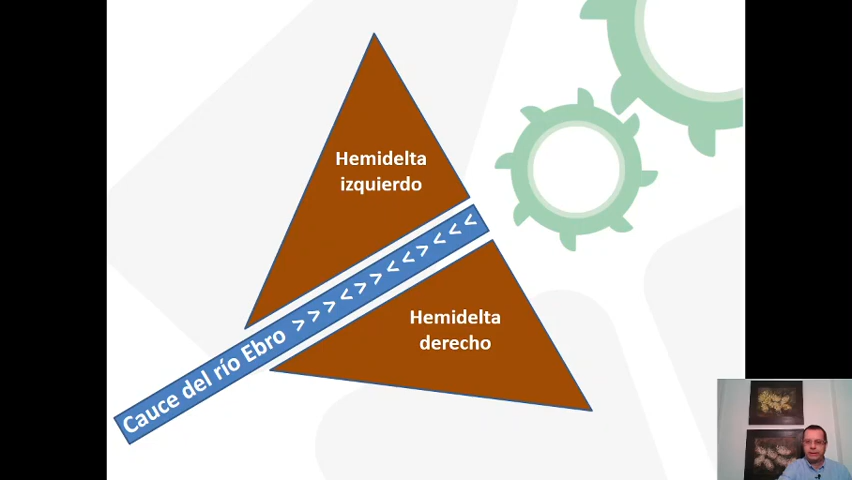 Hemidelta
izquierdo
Cauce del río Ebro > > > < > > < < > < < <
Hemidelta
derecho